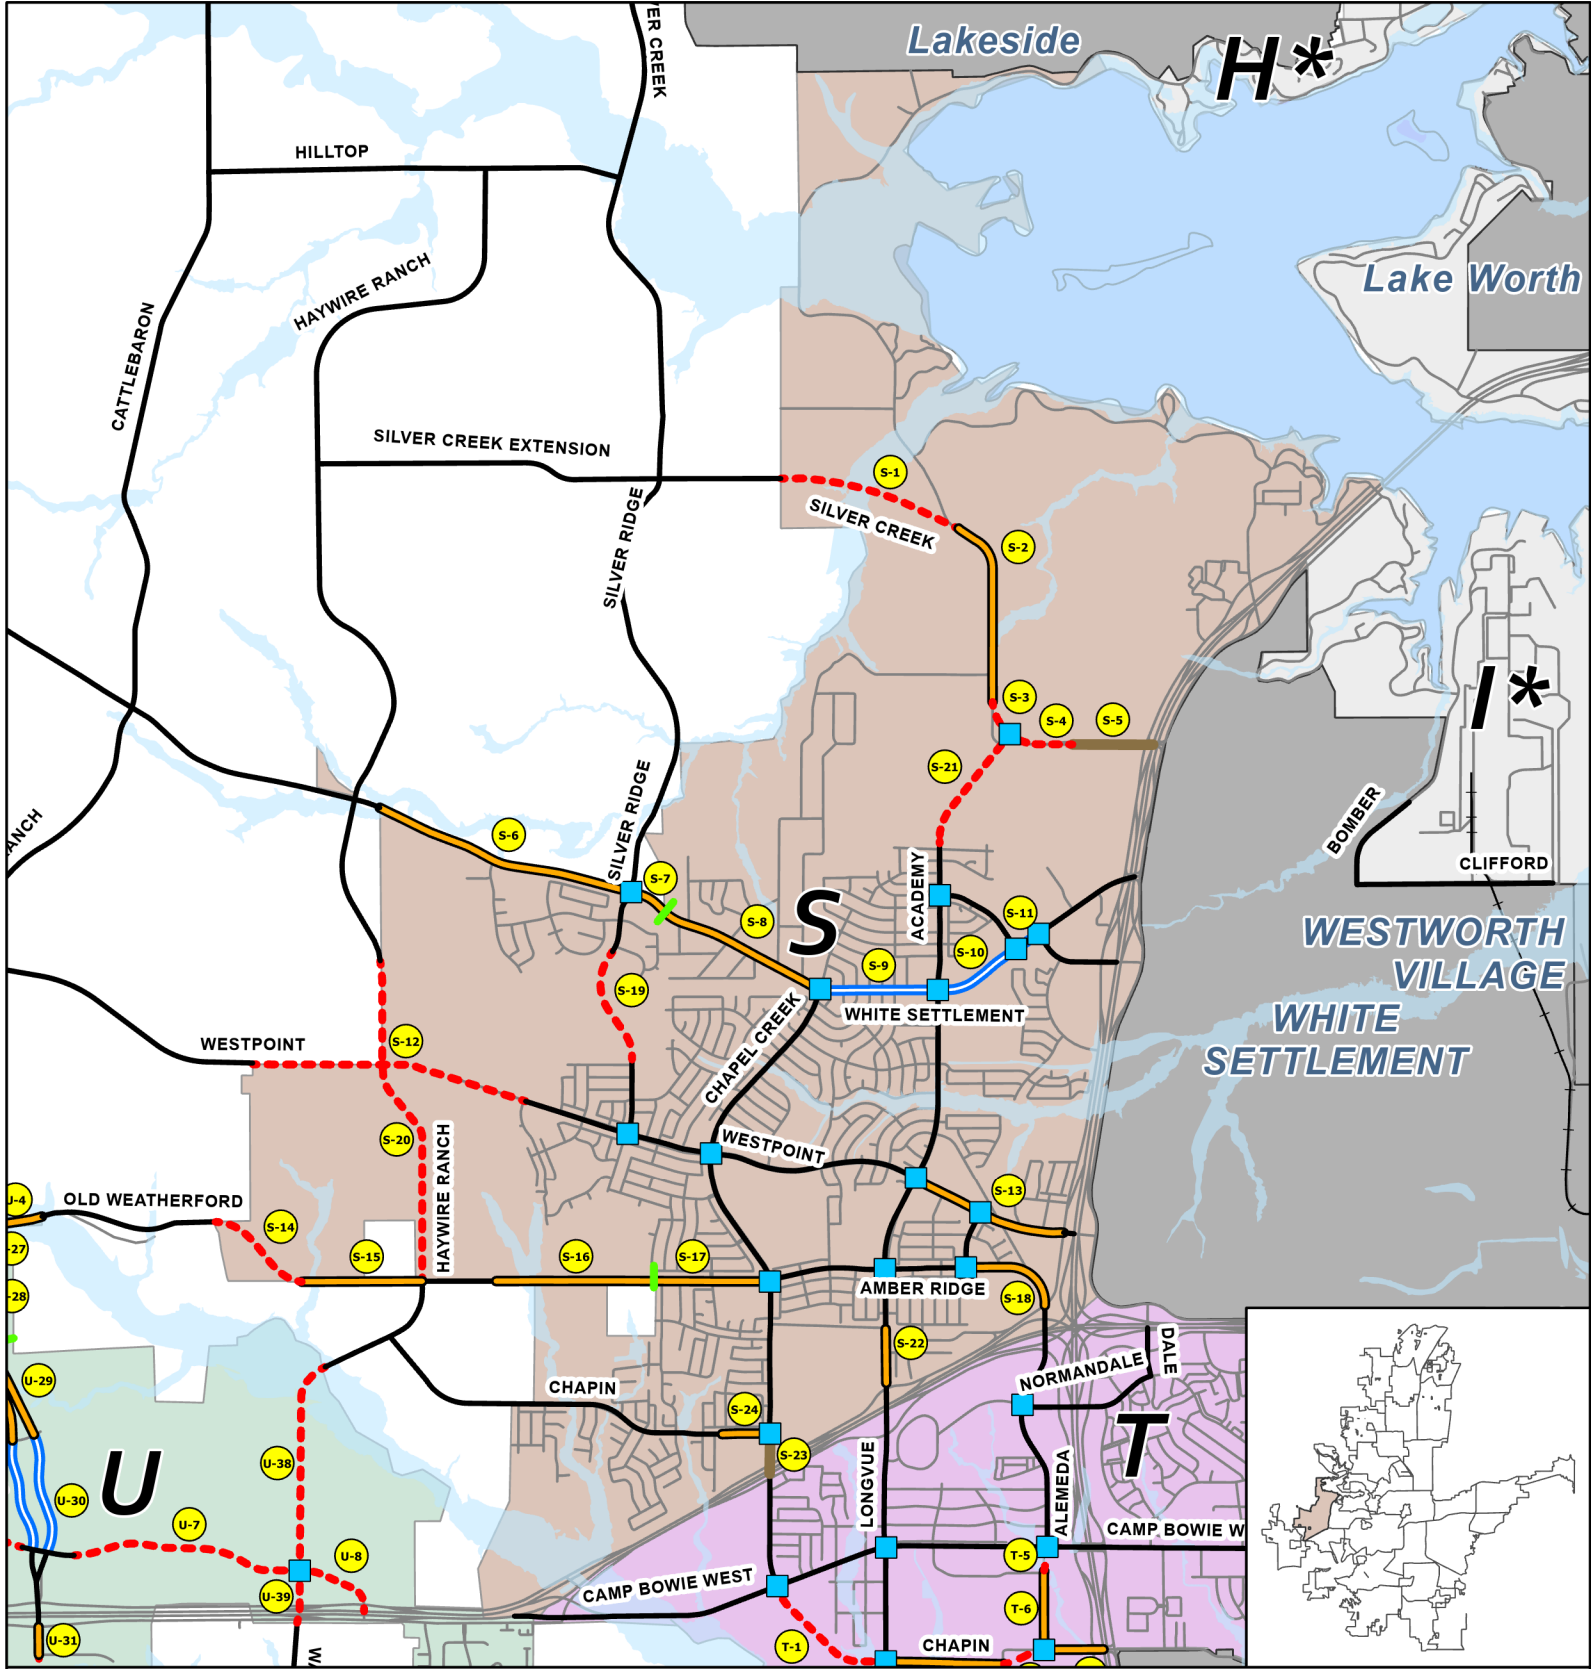 Lakeside
H*
VER CREEK
HILLTOP
HAYWIRE RANCH
Lake Worth
CATTLEBARON
SILVER CREEK EXTENSION
S-1
SILVER CREEK
SILVER RIDGE
S-2
S-3
S-4
S-5
I*
S-21
BOMBER
CLIFFORD
ANCH
S-6
SILVER RIDGE
S-7
S-8
S
ACADEMY
S-11
S-10
S-9
WHITE SETTLEMENT
WESTWORTH
VILLAGE
WHITE
SETTLEMENT
S-19
CHAPEL CREEK
WESTPOINT
S-12
S-20
HAYWIRE RANCH
WESTPOINT
S-13
U-4
OLD WEATHERFORD
S-14
-27
S-15
S-16
S-17
-28
AMBER RIDGE
S-18
S-22
NORMANDALE
DALE
U-29
CHAPIN
S-24
S-23
T
U
U-38
U-30
U-7
U-8
U-39
U-31
LONGVUE
ALEMEDA
CAMP BOWIE W
T-5
CAMP BOWIE WEST
T-6
T-1
CHAPIN
WA